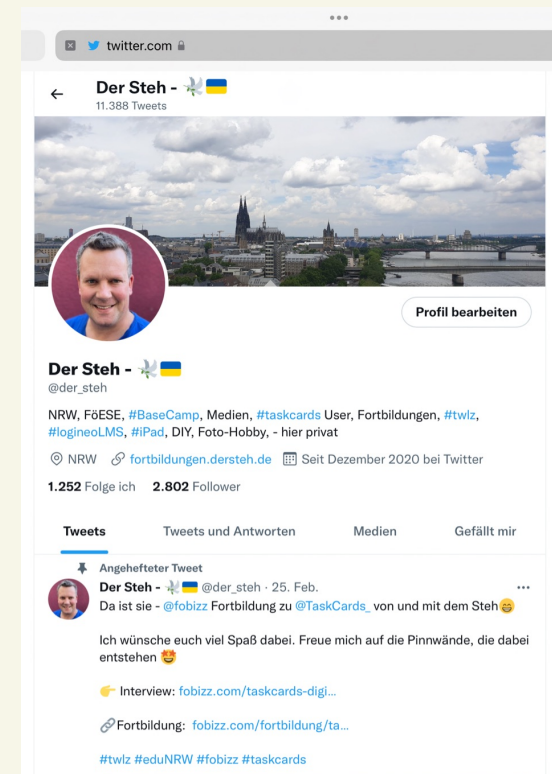 twitter.com
Der Steh - 🕊🇺🇦
11.388 Tweets
Profil bearbeiten
Der Steh - 🕊🇺🇦
@der_steh
NRW, FöESE, #BaseCamp, Medien, #taskcards User, Fortbildungen, #twlz,
#logineoLMS, #iPad, DIY, Foto-Hobby, - hier privat
NRW fortbildungen.dersteh.de Seit Dezember 2020 bei Twitter
1.252 Folge ich 2.802 Follower
Tweets Tweets und Antworten Medien Gefällt mir
Angehefteter Tweet
Der Steh - 🕊🇺🇦 @der_steh · 25. Feb.
Da ist sie - @fobizz Fortbildung zu @TaskCards_ von und mit dem Steh😁
Ich wünsche euch viel Spaß dabei. Freue mich auf die Pinnwände, die dabei
entstehen 🤩
👉 Interview: fobizz.com/taskcards-digi...
🔗Fortbildung: fobizz.com/fortbildung/ta...
#twlz #eduNRW #fobizz #taskcards